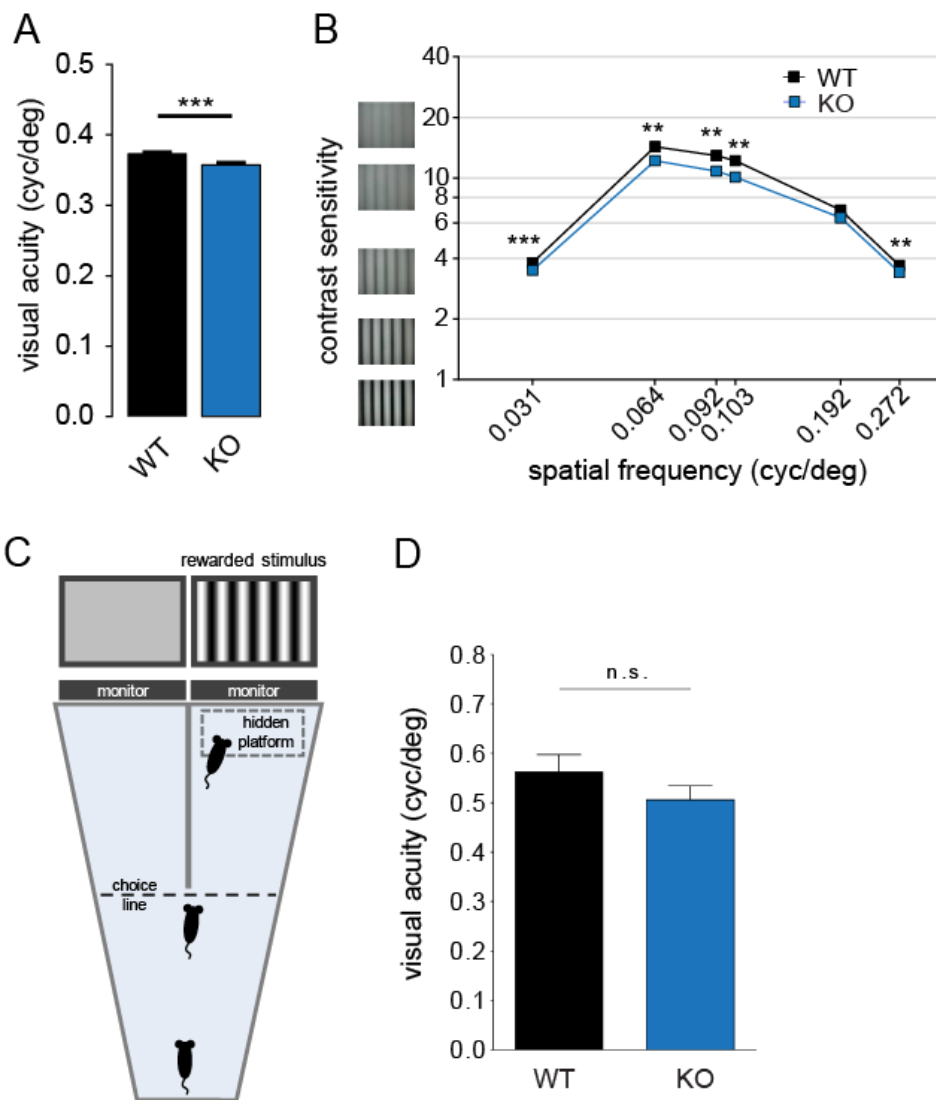 A
visual acuity (cyc/deg)
0.5
0.4
0.3
0.2
0.1
0.0
***
WT
KO
B
contrast sensitivity
40
20
10
8
6
4
2
1
WT
KO
***
**
**
**
**
0.031
0.064
0.092
0.103
0.192
0.272
spatial frequency (cyc/deg)
C
rewarded stimulus
monitor
monitor
hidden
platform
choice
line
D
visual acuity (cyc/deg)
0.8
0.7
0.6
0.5
0.4
0.3
0.2
0.1
0.0
n.s.
WT
KO